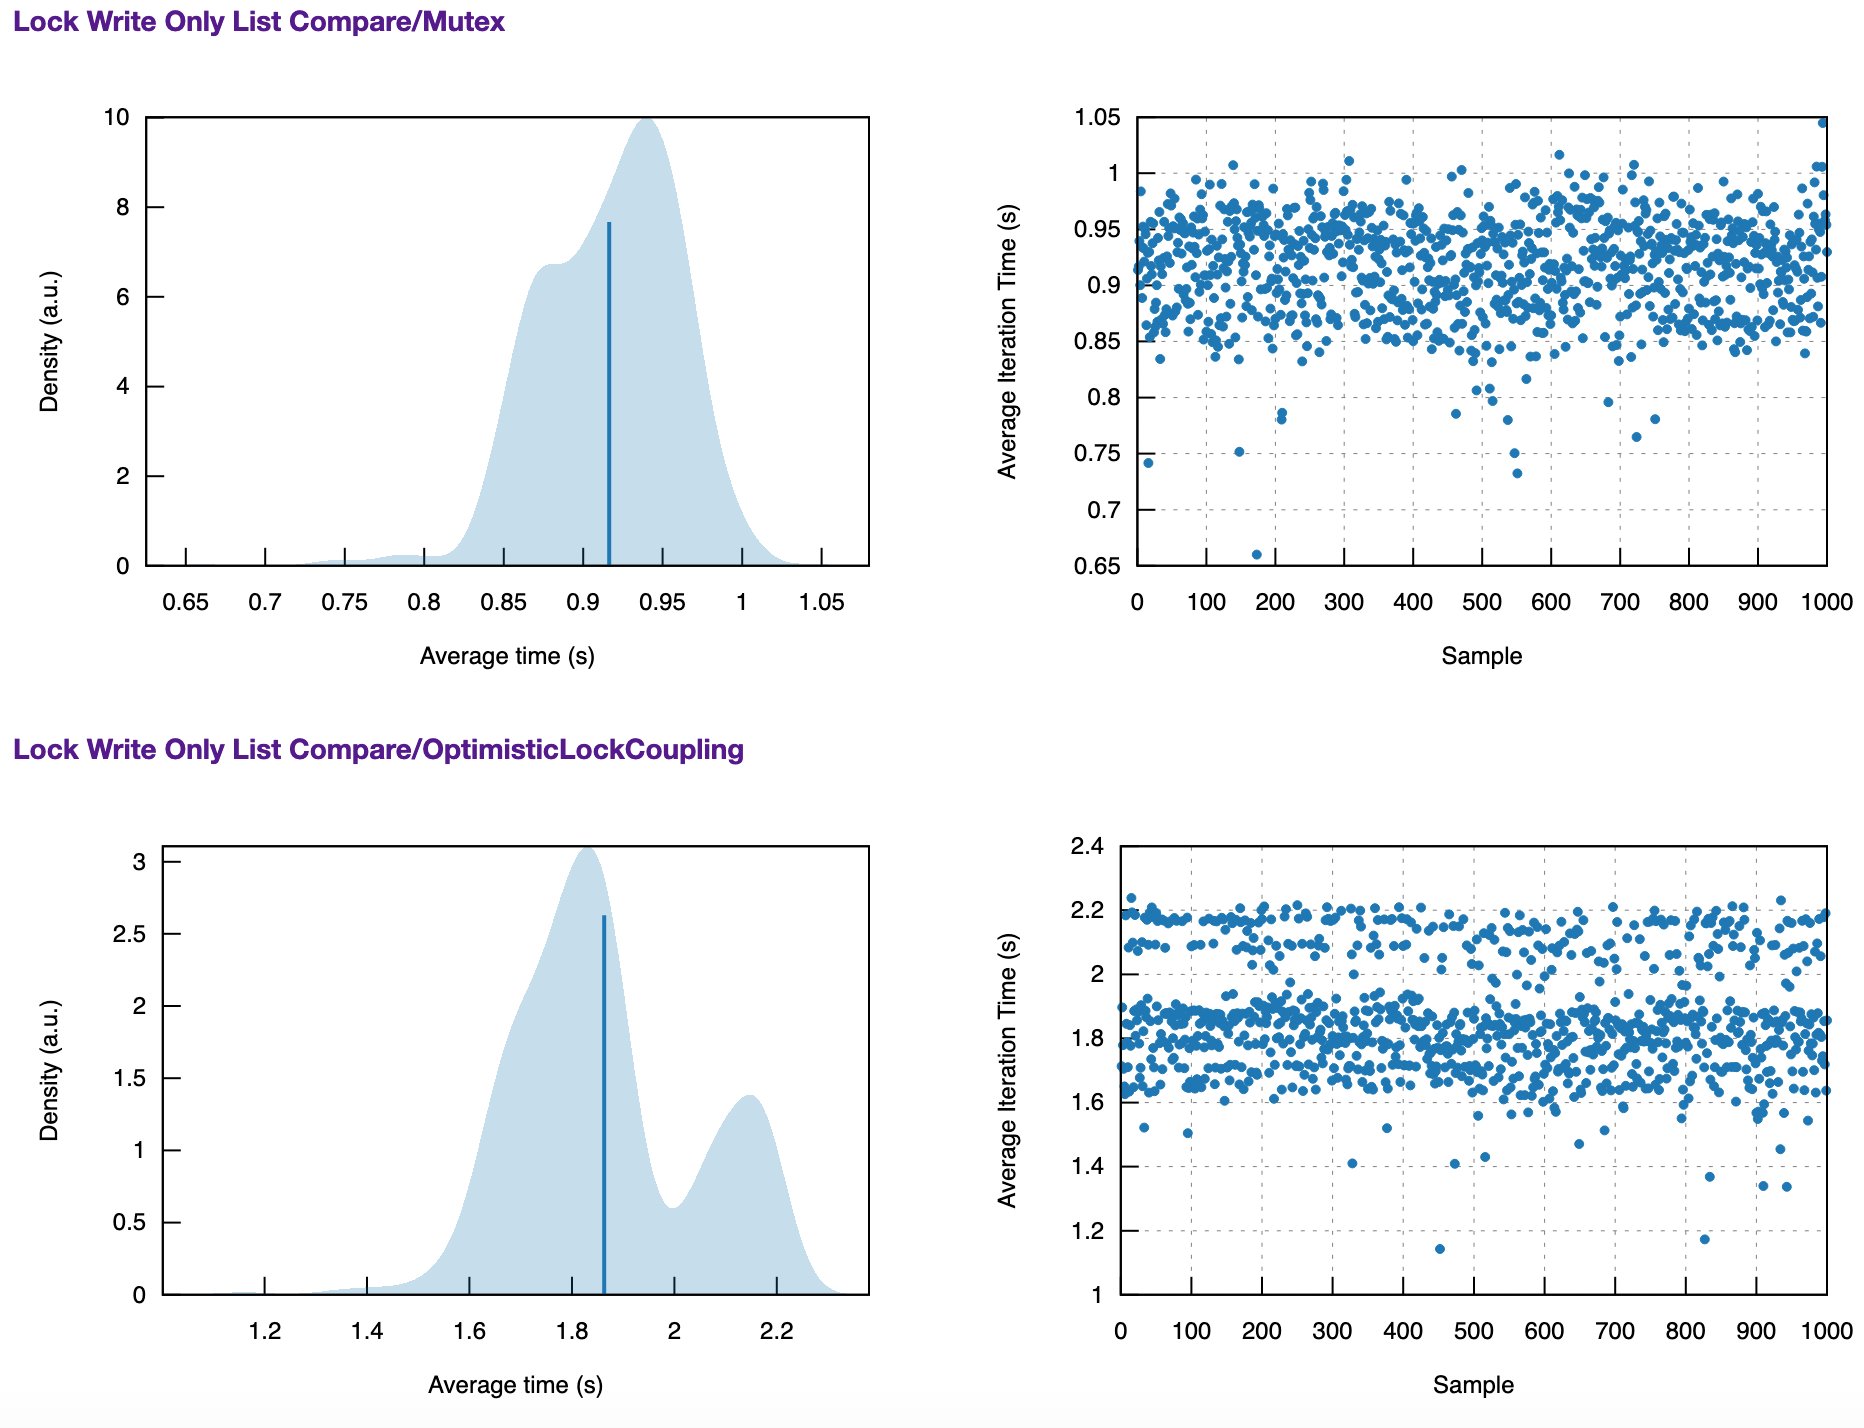 Lock Write Only List Compare/Mutex
10
8
6
4
2
0
Density (a.u.)
0.65 0.7 0.75 0.8 0.85 0.9 0.95 1 1.05
Average time (s)
1.05
1
0.95
0.9
0.85
0.8
0.75
0.7
0.65
Average Iteration Time (s)
0 100 200 300 400 500 600 700 800 900 1000
Sample
Lock Write Only List Compare/OptimisticLockCoupling
3
2.5
2
1.5
1
0.5
0
Density (a.u.)
1.2 1.4 1.6 1.8 2 2.2
Average time (s)
2.4
2.2
2
1.8
1.6
1.4
1.2
1
Average Iteration Time (s)
0 100 200 300 400 500 600 700 800 900 1000
Sample